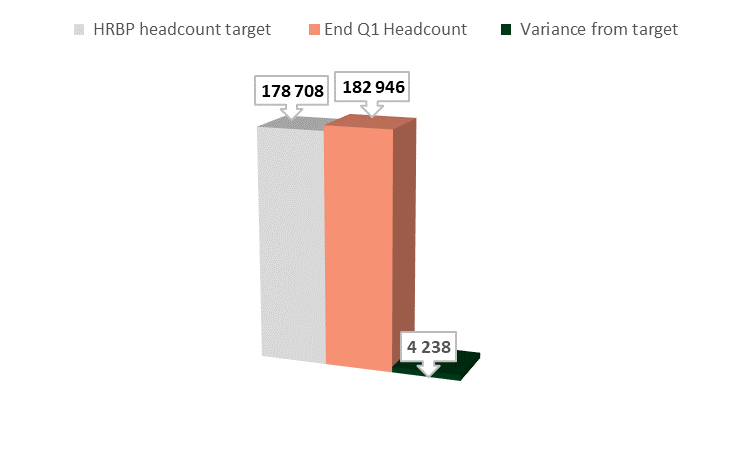 HRBP headcount target End Q1 Headcount Variance from target
178 708 182 946
4 238